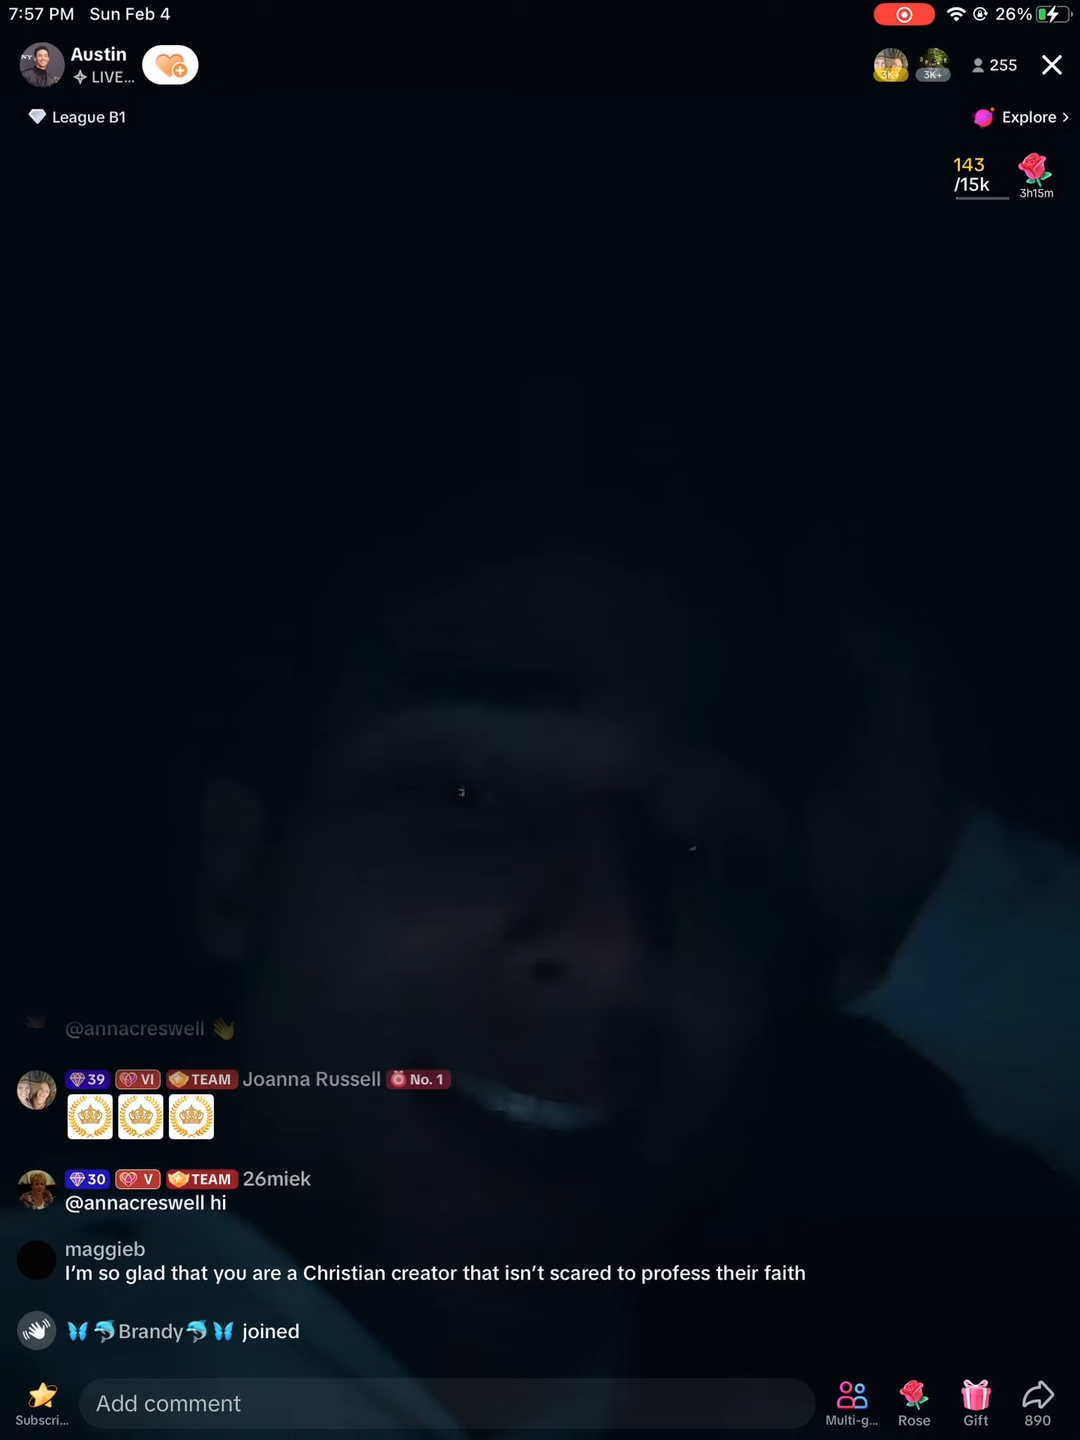 7:57 PM Sun Feb 4
26%
Austin
LIVE...
3K+
3K+
255
League B1
Explore >
143
/15k
3h15m
@annacreswell 👋
39 VI TEAM Joanna Russell No. 1
30 V TEAM 26miek
@annacreswell hi
maggieb
I'm so glad that you are a Christian creator that isn't scared to profess their faith
🦋🐬Brandy🐬🦋 joined
Subscri...
Add comment
Multi-g...
Rose
Gift
890